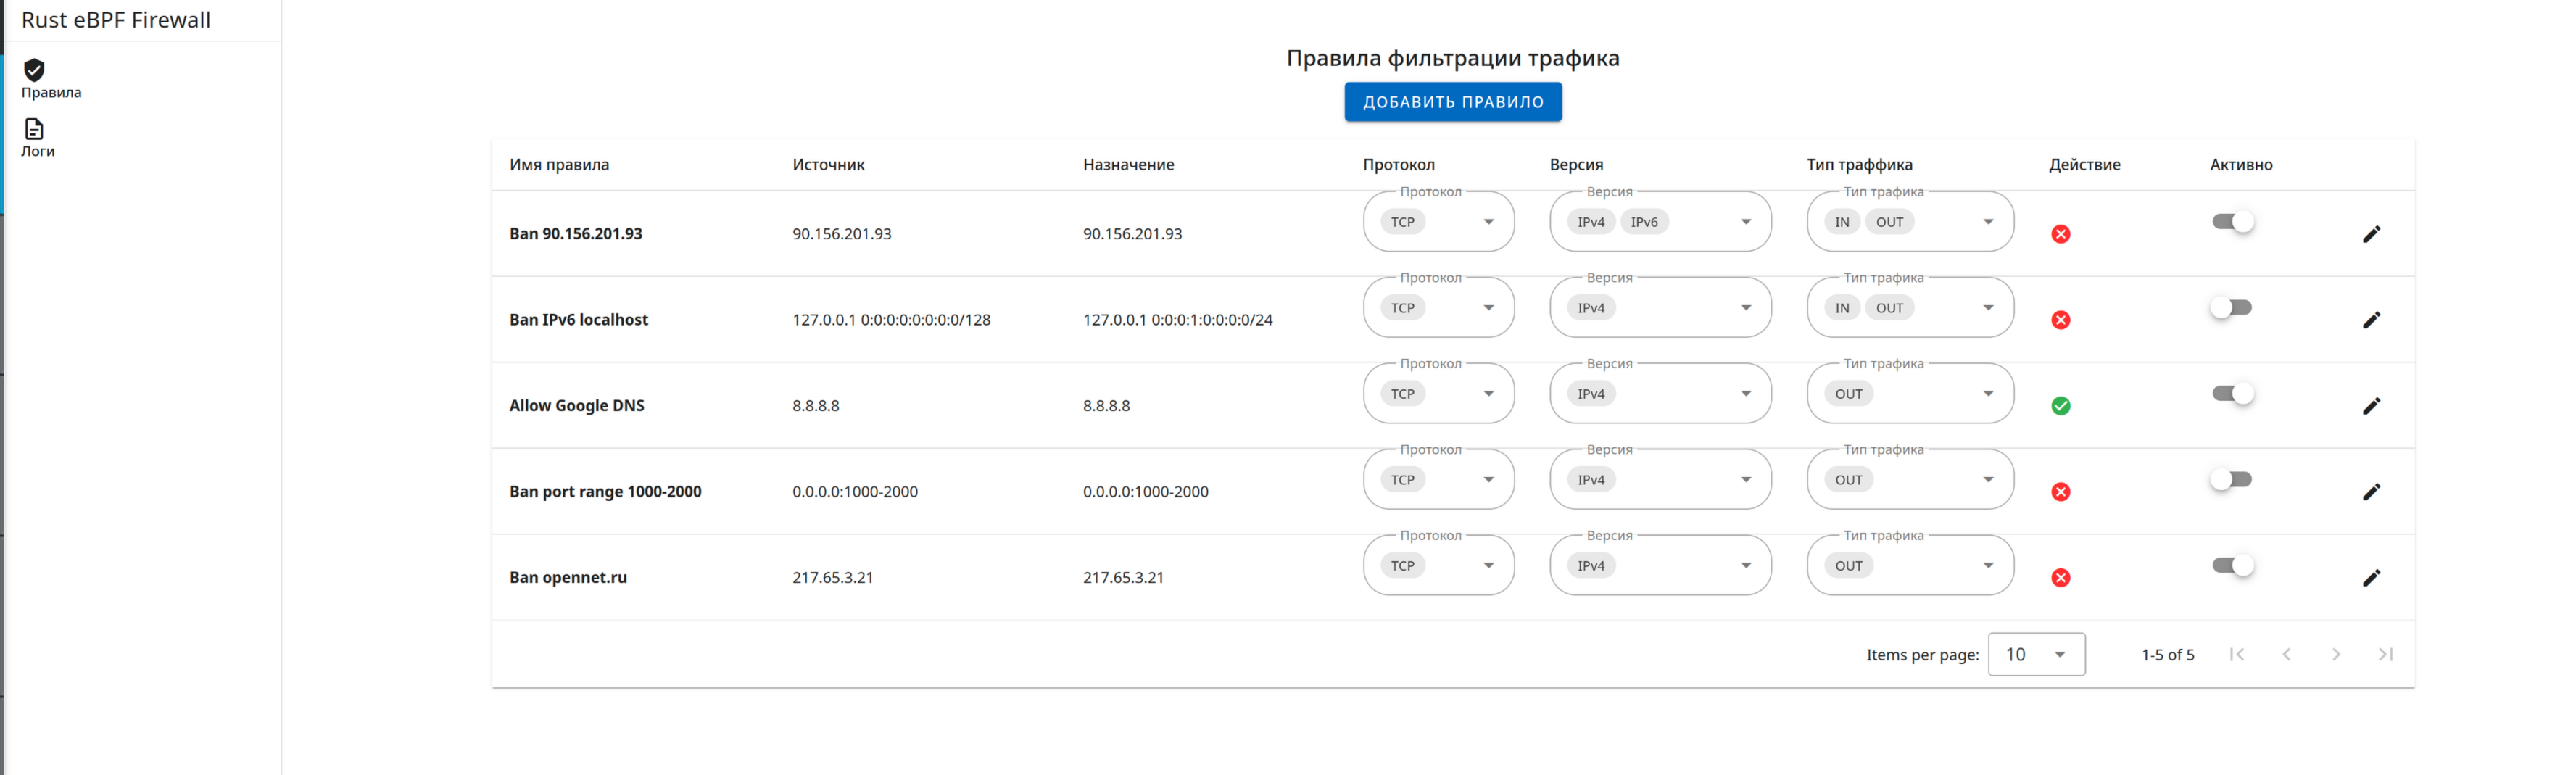 Rust eBPF Firewall
Правила
Логи
Правила фильтрации трафика
ДОБАВИТЬ ПРАВИЛО
Имя правила Источник Назначение Протокол Версия Тип траффика Действие Активно
Протокол Версия Тип трафика
Ban 90.156.201.93 90.156.201.93 90.156.201.93 TCP IPv4 IPv6 IN OUT
Протокол Версия Тип трафика
Ban IPv6 localhost 127.0.0.1 0:0:0:0:0:0:0:0/128 127.0.0.1 0:0:0:1:0:0:0:0/24 TCP IPv4 IN OUT
Протокол Версия Тип трафика
Allow Google DNS 8.8.8.8 8.8.8.8 TCP IPv4 OUT
Протокол Версия Тип трафика
Ban port range 1000-2000 0.0.0.0:1000-2000 0.0.0.0:1000-2000 TCP IPv4 OUT
Протокол Версия Тип трафика
Ban opennet.ru 217.65.3.21 217.65.3.21 TCP IPv4 OUT
Items per page: 10 1-5 of 5